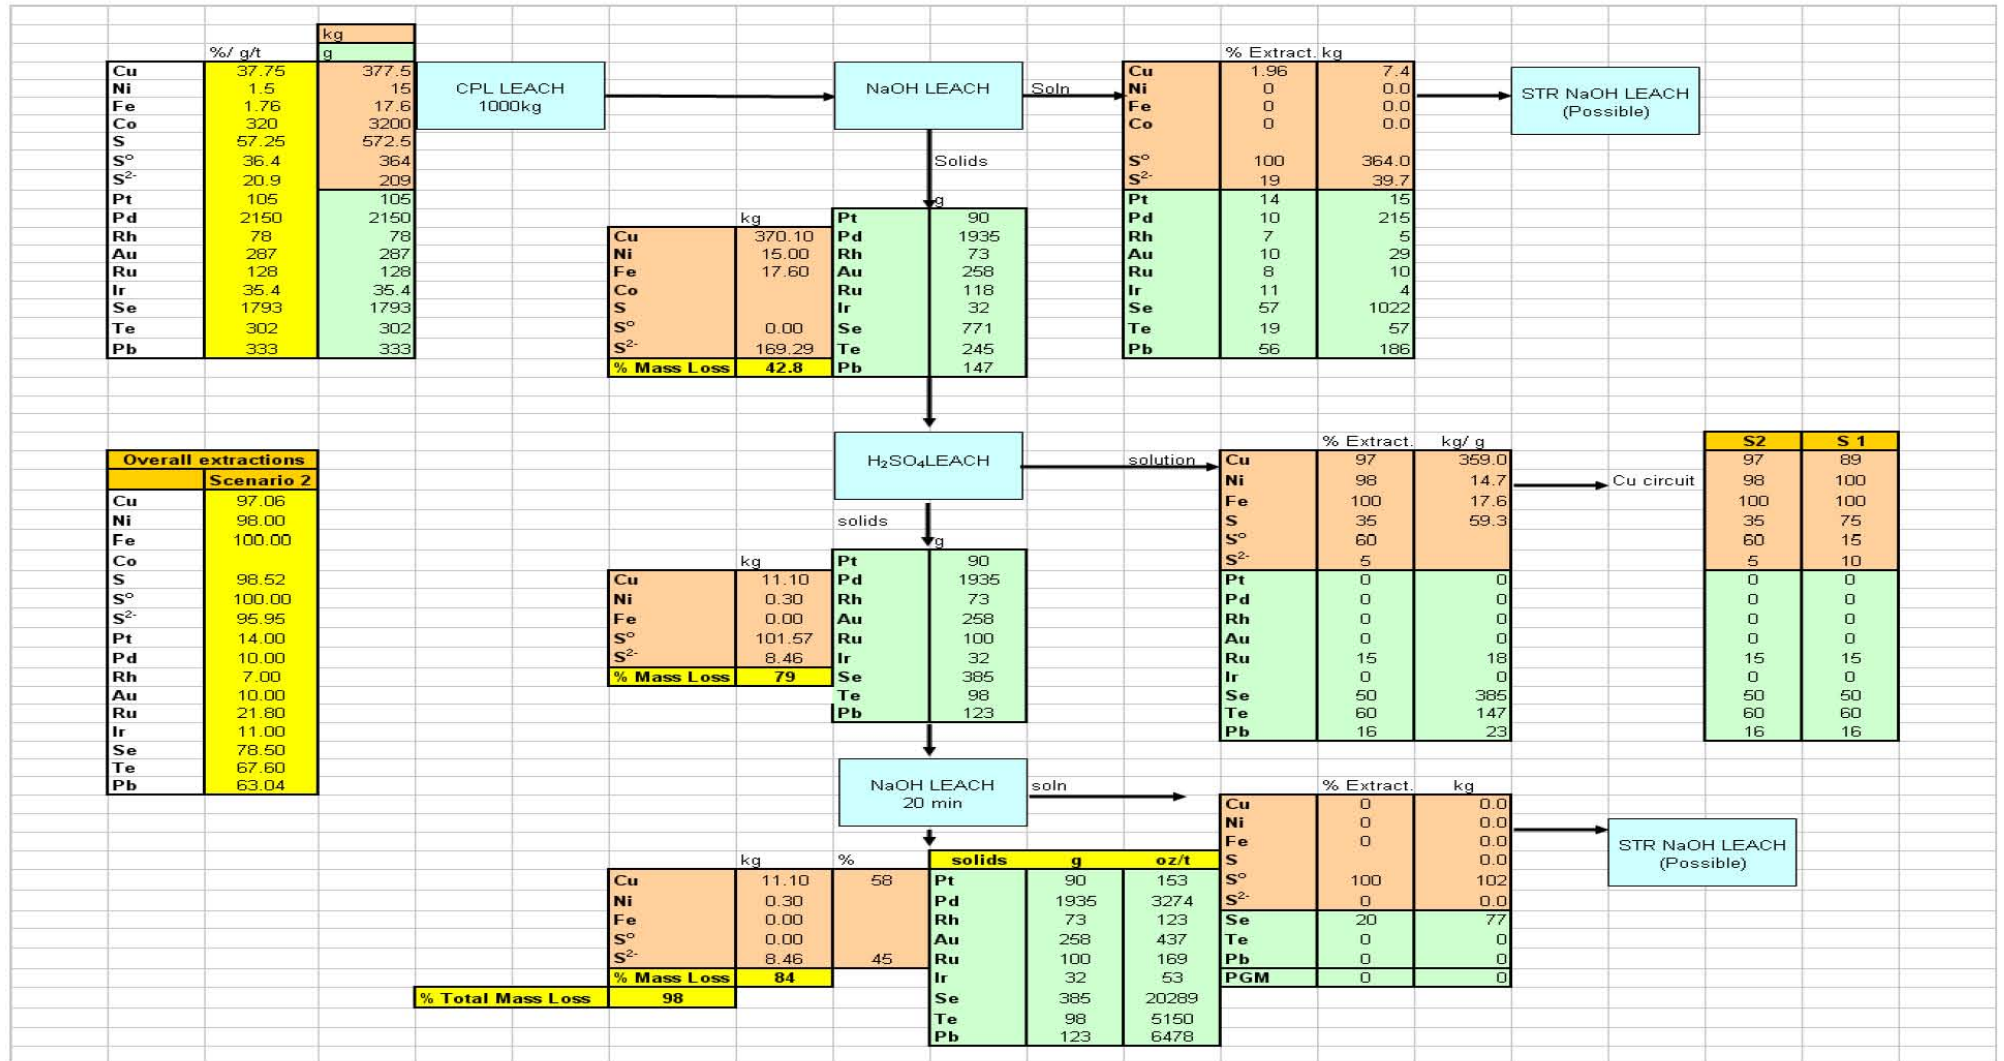 kg
%/ g/t g
Cu 37.75 377.5
Ni 1.5 15
Fe 1.76 17.6
Co 320 3200
S 57.25 572.5
S° 36.4 364
S²⁻ 20.9 209
Pt 105 105
Pd 2150 2150
Rh 78 78
Au 287 287
Ru 128 128
Ir 35.4 35.4
Se 1793 1793
Te 302 302
Pb 333 333
CPL LEACH
1000kg
NaOH LEACH
Soln
Solids
% Extract. kg
Cu 1.96 7.4
Ni 0 0.0
Fe 0 0.0
Co 0 0.0
S° 100 364.0
S²⁻ 19 39.7
Pt 14 15
Pd 10 215
Rh 7 5
Au 10 29
Ru 8 10
Ir 11 4
Se 57 1022
Te 19 57
Pb 56 186
STR NaOH LEACH
(Possible)
kg
Cu 370.10
Ni 15.00
Fe 17.60
Co
S
S° 0.00
S²⁻ 169.29
% Mass Loss 42.8
g
Pt 90
Pd 1935
Rh 73
Au 258
Ru 118
Ir 32
Se 771
Te 245
Pb 147
Overall extractions
Scenario 2
Cu 97.06
Ni 98.00
Fe 100.00
Co
S 98.52
S° 100.00
S²⁻ 95.95
Pt 14.00
Pd 10.00
Rh 7.00
Au 10.00
Ru 21.80
Ir 11.00
Se 78.50
Te 67.60
Pb 63.04
H₂SO₄LEACH
solution
solids
% Extract. kg/ g
Cu 97 359.0
Ni 98 14.7
Fe 100 17.6
S 35 59.3
S° 60
S²⁻ 5
Pt 0 0
Pd 0 0
Rh 0 0
Au 0 0
Ru 15 18
Ir 0 0
Se 50 385
Te 60 147
Pb 16 23
Cu circuit
S2 S 1
97 89
98 100
100 100
35 75
60 15
5 10
0 0
0 0
0 0
0 0
15 15
0 0
50 50
60 60
16 16
kg
Cu 11.10
Ni 0.30
Fe 0.00
S° 101.57
S²⁻ 8.46
% Mass Loss 79
g
Pt 90
Pd 1935
Rh 73
Au 258
Ru 100
Ir 32
Se 385
Te 98
Pb 123
NaOH LEACH
20 min
soln
% Extract. kg
Cu 0 0.0
Ni 0 0.0
Fe 0 0.0
S 0.0
S° 100 102
S²⁻ 0 0.0
Se 20 77
Te 0 0
Pb 0 0
PGM 0 0
STR NaOH LEACH
(Possible)
kg %
Cu 11.10 58
Ni 0.30
Fe 0.00
S° 0.00
S²⁻ 8.46 45
% Mass Loss 84
% Total Mass Loss 98
solids g oz/t
Pt 90 153
Pd 1935 3274
Rh 73 123
Au 258 437
Ru 100 169
Ir 32 53
Se 385 20289
Te 98 5150
Pb 123 6478